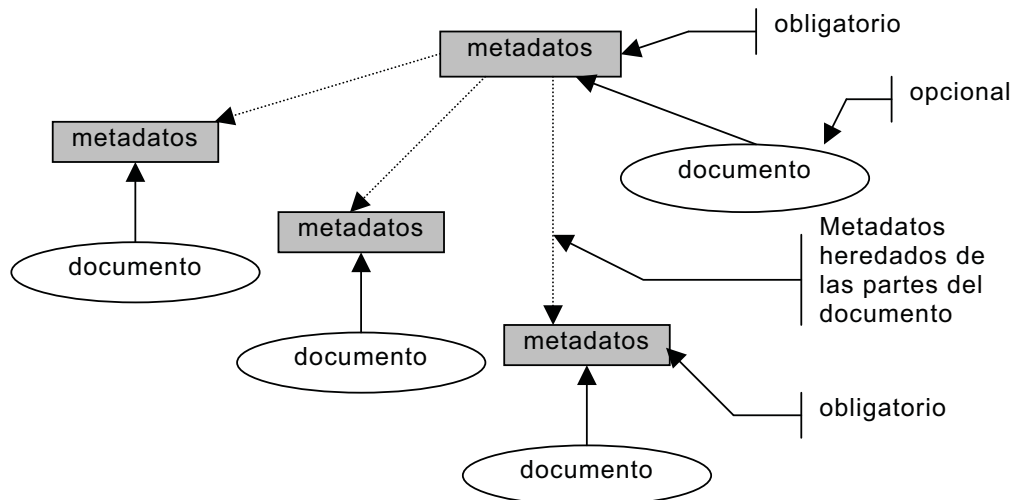 obligatorio
metadatos
opcional
metadatos
documento
metadatos
Metadatos
heredados de
las partes del
documento
documento
metadatos
documento
obligatorio
documento